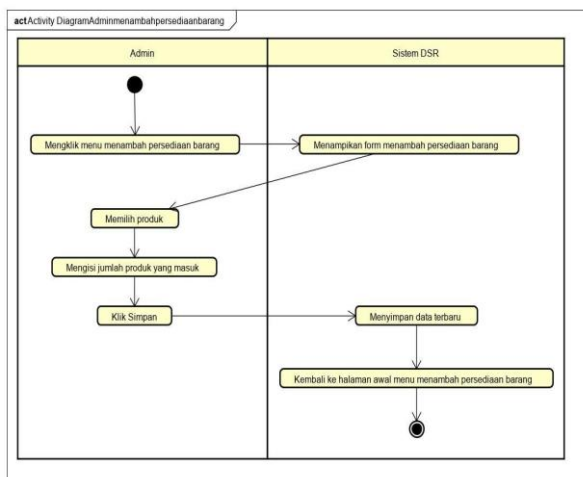 act Activity DiagramAdminmenambahpersediaanbarang
Admin
Sistem DSR
Mengklik menu menambah persediaan barang
Menampikan form menambah persediaan barang
Memilih produk
Mengisi jumlah produk yang masuk
Klik Simpan
Menyimpan data terbaru
Kembali ke halaman awal menu menambah persediaan barang